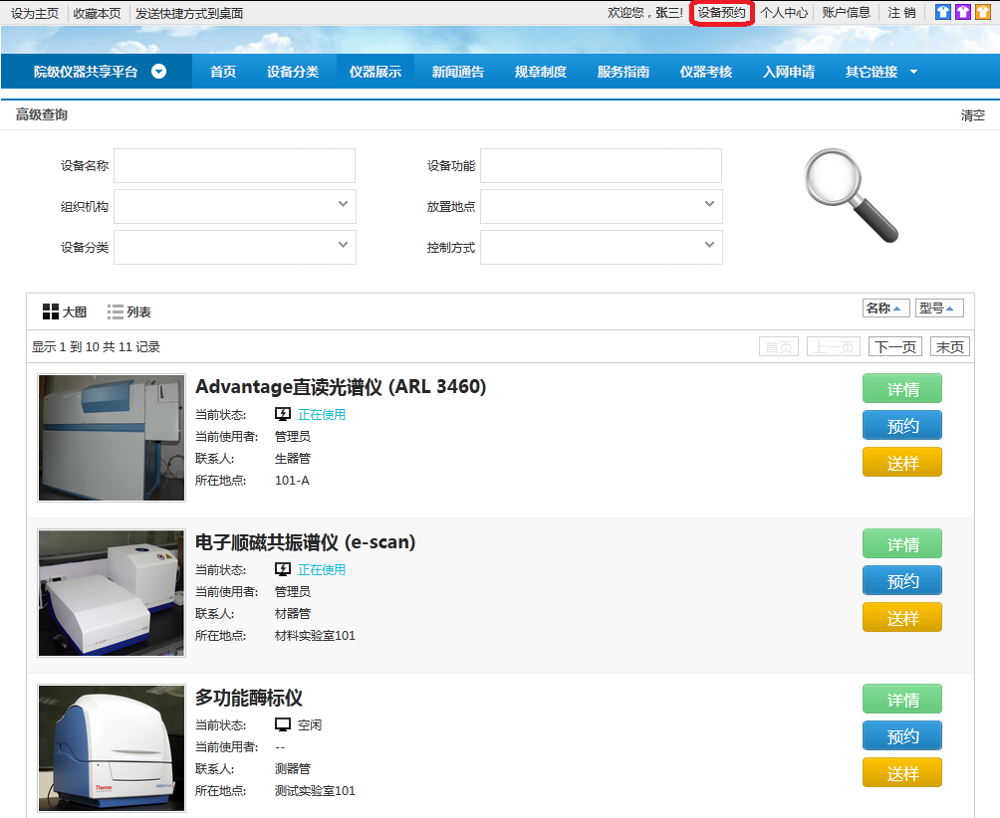 设为主页 收藏本页 发送快捷方式到桌面 欢迎您，张三! 设备预约 个人中心 账户信息 注 销
院级仪器共享平台 首页 设备分类 仪器展示 新闻通告 规章制度 服务指南 仪器考核 入网申请 其它链接
高级查询 清空
设备名称 设备功能
组织机构 放置地点
设备分类 控制方式
大图 列表 名称 型号
显示 1 到 10 共 11 记录 首页 上一页 下一页 末页
Advantage直读光谱仪 (ARL 3460) 详情
当前状态: 正在使用
预约
当前使用者: 管理员
联系人: 生器管
送样
所在地点: 101-A
电子顺磁共振谱仪 (e-scan) 详情
当前状态: 正在使用
预约
当前使用者: 管理员
联系人: 材器管
送样
所在地点: 材料实验室101
多功能酶标仪 详情
当前状态: 空闲
预约
当前使用者: --
联系人: 测器管
送样
所在地点: 测试实验室101
Thermo